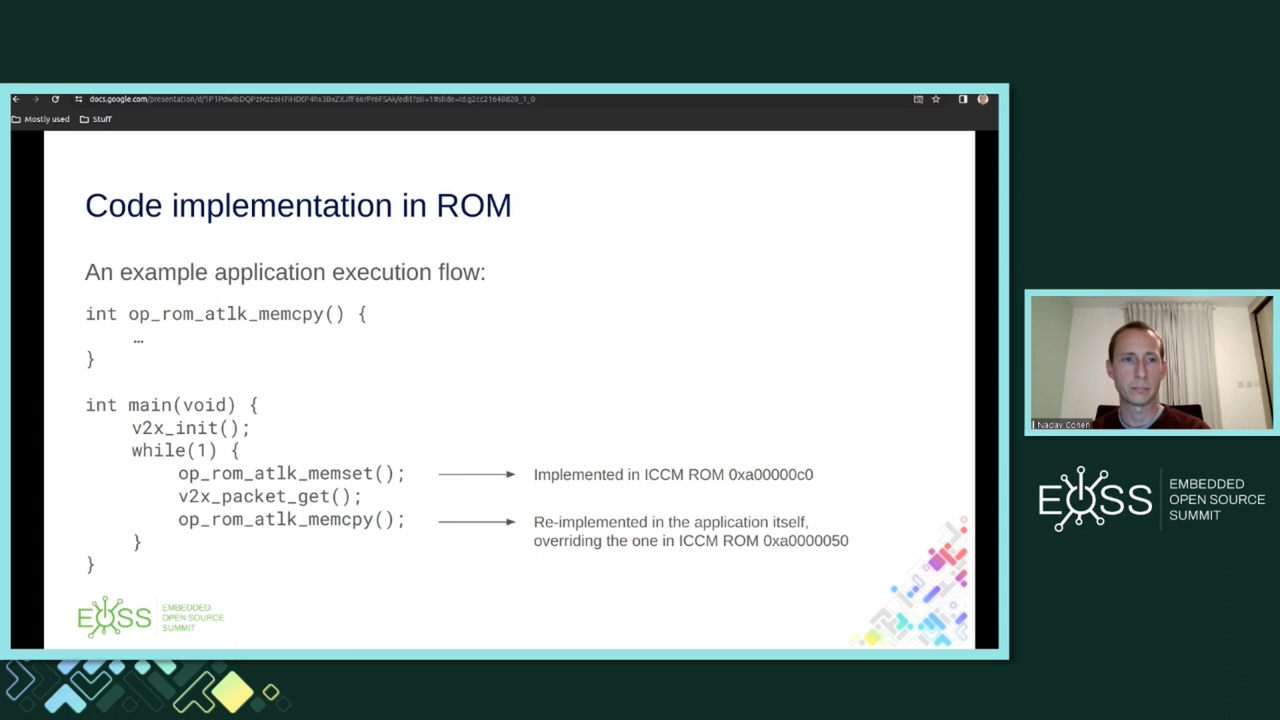 Mostly used
Stuff
Code implementation in ROM
An example application execution flow:
int op_rom_atlk_memcpy() {
…
}
int main(void) {
v2x_init();
while(1) {
op_rom_atlk_memset();
Implemented in ICCM ROM 0xa00000c0
v2x_packet_get();
op_rom_atlk_memcpy();
Re-implemented in the application itself,
overriding the one in ICCM ROM 0xa0000050
}
}
EOSS
EMBEDDED
OPEN SOURCE
SUMMIT
Nadav Cohen
EOSS
EMBEDDED
OPEN SOURCE
SUMMIT